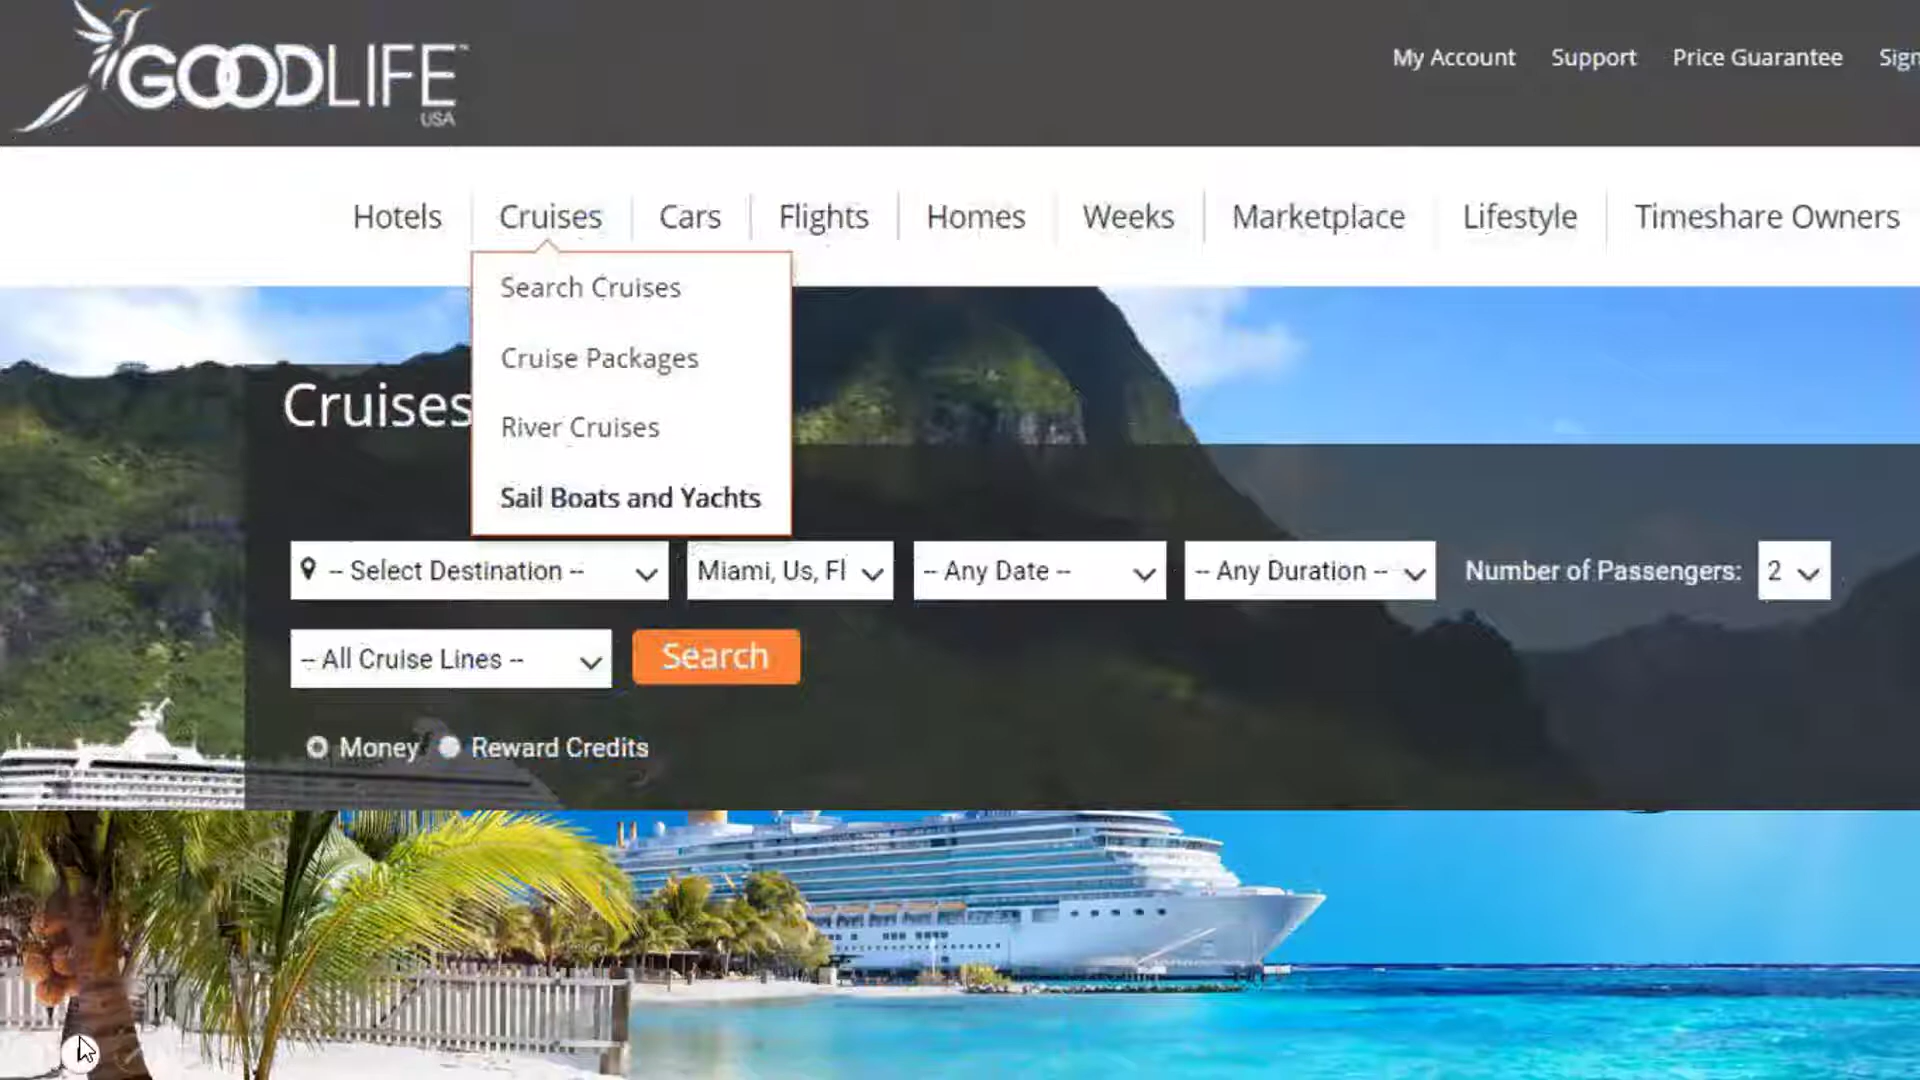 GOODLIFE™
USA
My Account Support Price Guarantee Sign
Hotels Cruises Cars Flights Homes Weeks Marketplace Lifestyle Timeshare Owners
Search Cruises
Cruise Packages
River Cruises
Sail Boats and Yachts
Cruises
-- Select Destination -- Miami, Us, Fl -- Any Date -- -- Any Duration -- Number of Passengers: 2
-- All Cruise Lines -- Search
Money Reward Credits